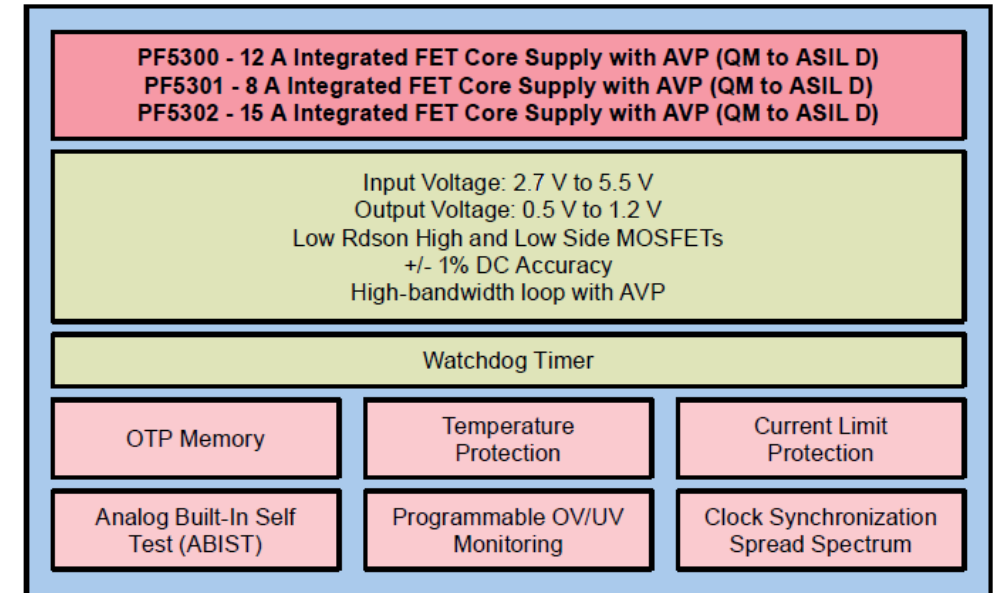 PF5300 - 12 A Integrated FET Core Supply with AVP (QM to ASIL D)
PF5301 - 8 A Integrated FET Core Supply with AVP (QM to ASIL D)
PF5302 - 15 A Integrated FET Core Supply with AVP (QM to ASIL D)
Input Voltage: 2.7 V to 5.5 V
Output Voltage: 0.5 V to 1.2 V
Low Rdson High and Low Side MOSFETs
+/- 1% DC Accuracy
High-bandwidth loop with AVP
Watchdog Timer
OTP Memory
Temperature
Protection
Current Limit
Protection
Analog Built-In Self
Test (ABIST)
Programmable OV/UV
Monitoring
Clock Synchronization
Spread Spectrum